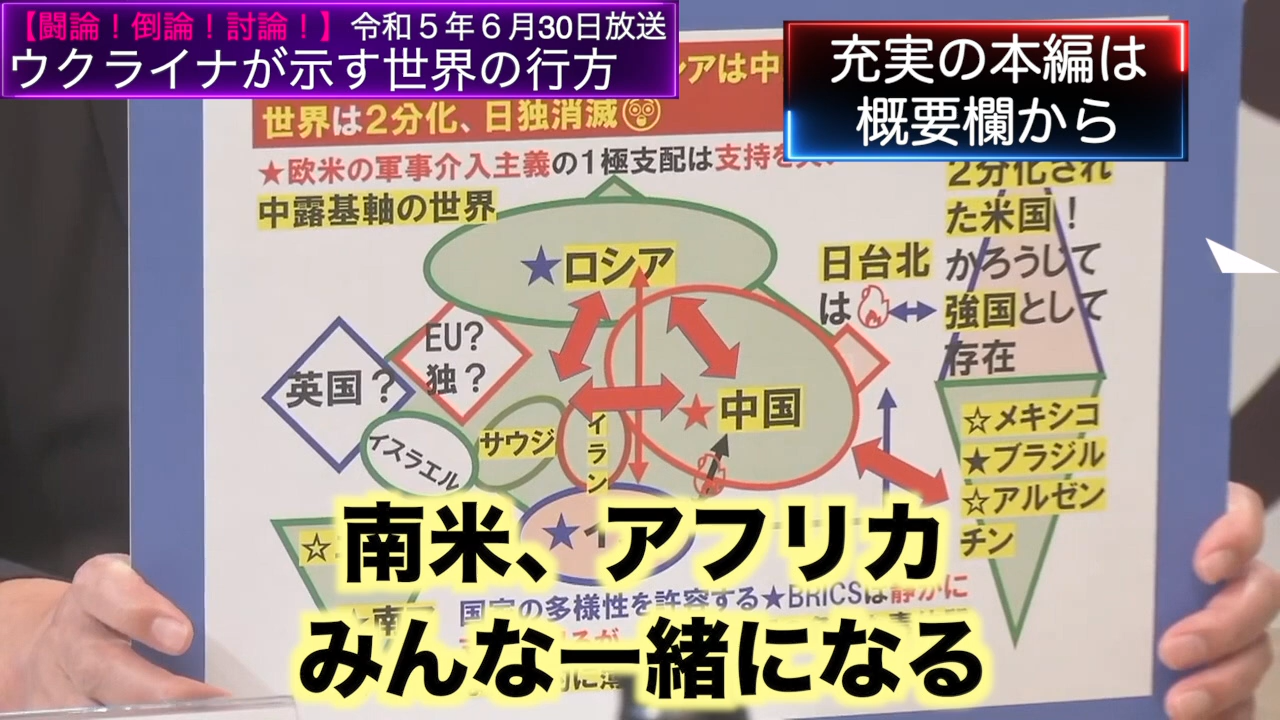 【闘論！倒論！討論！】令和５年６月30日放送
ウクライナが示す世界の行方
充実の本編は
概要欄から
アは中
世界は２分化、日独消滅
★欧米の軍事介入主義の１極支配は支持を
中露基軸の世界
★ロシア
EU?
独？
英国？
イスラエル
サウジ
イラン
★中国
日台北
は
２分化され
た米国！
かろうじて
強国として
存在
☆メキシコ
★ブラジル
☆アルゼン
チン
☆
★イ
南米、アフリカ
国家の多様性を許容する★BRICSは静かに
みんな一緒になる